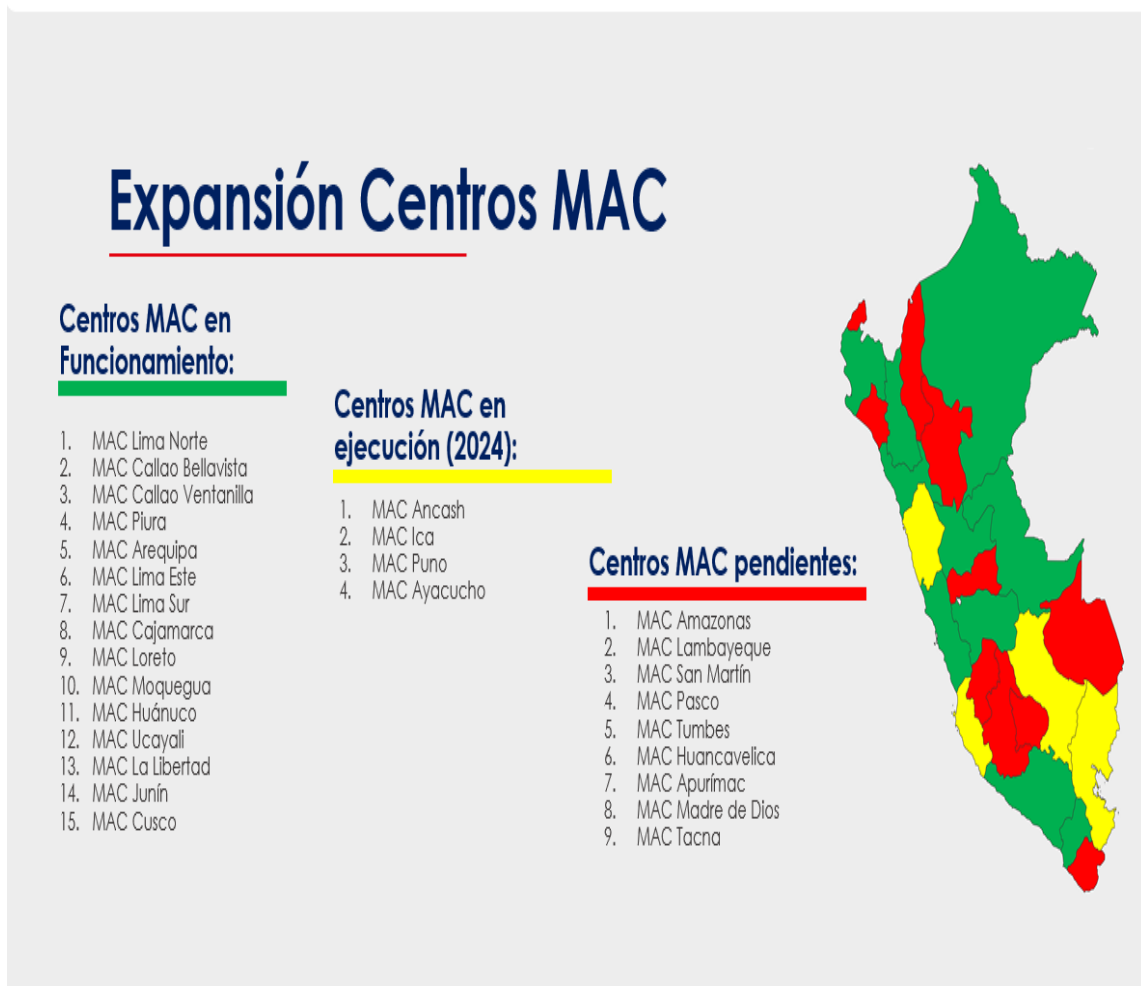 Expansión Centros MAC
Centros MAC en
Funcionamiento:
1. MAC Lima Norte
2. MAC Callao Bellavista
3. MAC Callao Ventanilla
4. MAC Piura
5. MAC Arequipa
6. MAC Lima Este
7. MAC Lima Sur
8. MAC Cajamarca
9. MAC Loreto
10. MAC Moquegua
11. MAC Huánuco
12. MAC Ucayali
13. MAC La Libertad
14. MAC Junín
15. MAC Cusco
Centros MAC en
ejecución (2024):
1. MAC Ancash
2. MAC Ica
3. MAC Puno
4. MAC Ayacucho
Centros MAC pendientes:
1. MAC Amazonas
2. MAC Lambayeque
3. MAC San Martín
4. MAC Pasco
5. MAC Tumbes
6. MAC Huancavelica
7. MAC Apurímac
8. MAC Madre de Dios
9. MAC Tacna